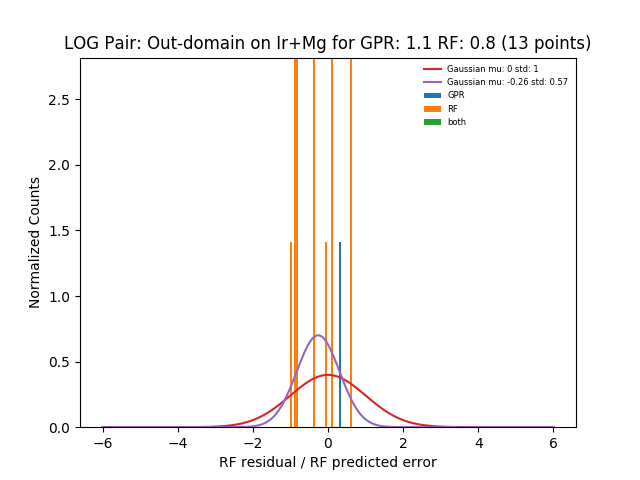 LOG Pair: Out-domain on Ir+Mg for GPR: 1.1 RF: 0.8 (13 points)
Gaussian mu: 0 std: 1
Gaussian mu: -0.26 std: 0.57
GPR
RF
both
Normalized Counts
2.5
2.0
1.5
1.0
0.5
0.0
−6 −4 −2 0 2 4 6
RF residual / RF predicted error